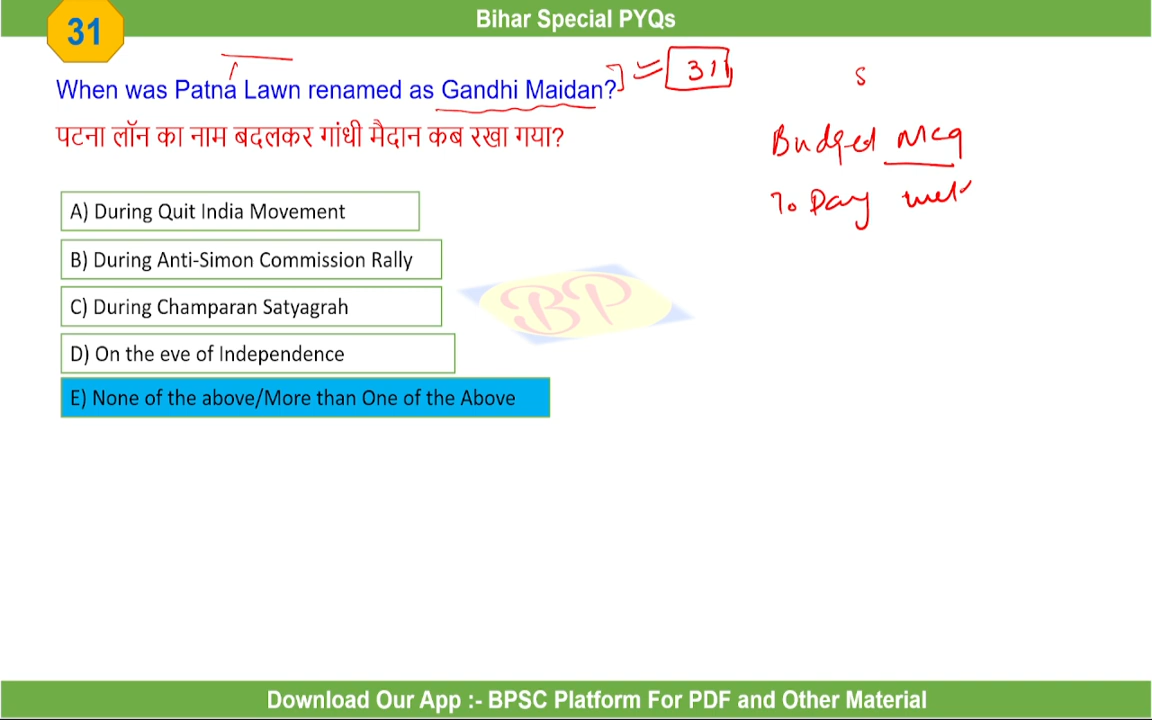 Bihar Special PYQs
31
When was Patna Lawn renamed as Gandhi Maidan?
= 31
S
पटना लॉन का नाम बदलकर गांधी मैदान कब रखा गया?
Budget Mcq
To Day
A) During Quit India Movement
B) During Anti-Simon Commission Rally
C) During Champaran Satyagrah
D) On the eve of Independence
E) None of the above/More than One of the Above
BP
Download Our App :- BPSC Platform For PDF and Other Material